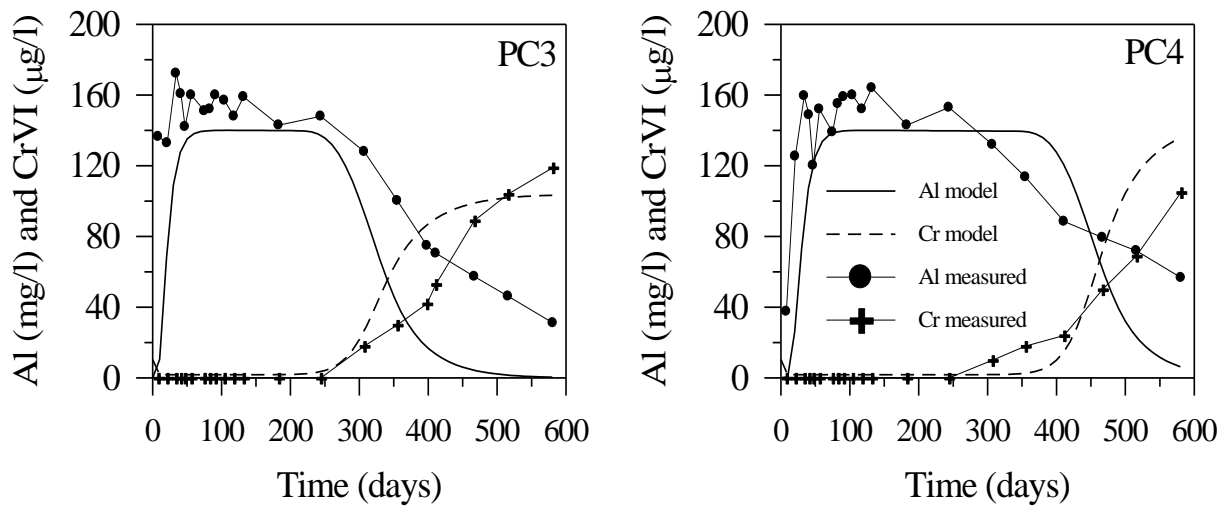 Al (mg/l) and CrVI (µg/l)
200
160
120
80
40
0
PC3
0 100 200 300 400 500 600
Time (days)
Al (mg/l) and CrVI (µg/l)
200
160
120
80
40
0
PC4
Al model
Cr model
Al measured
Cr measured
0 100 200 300 400 500 600
Time (days)